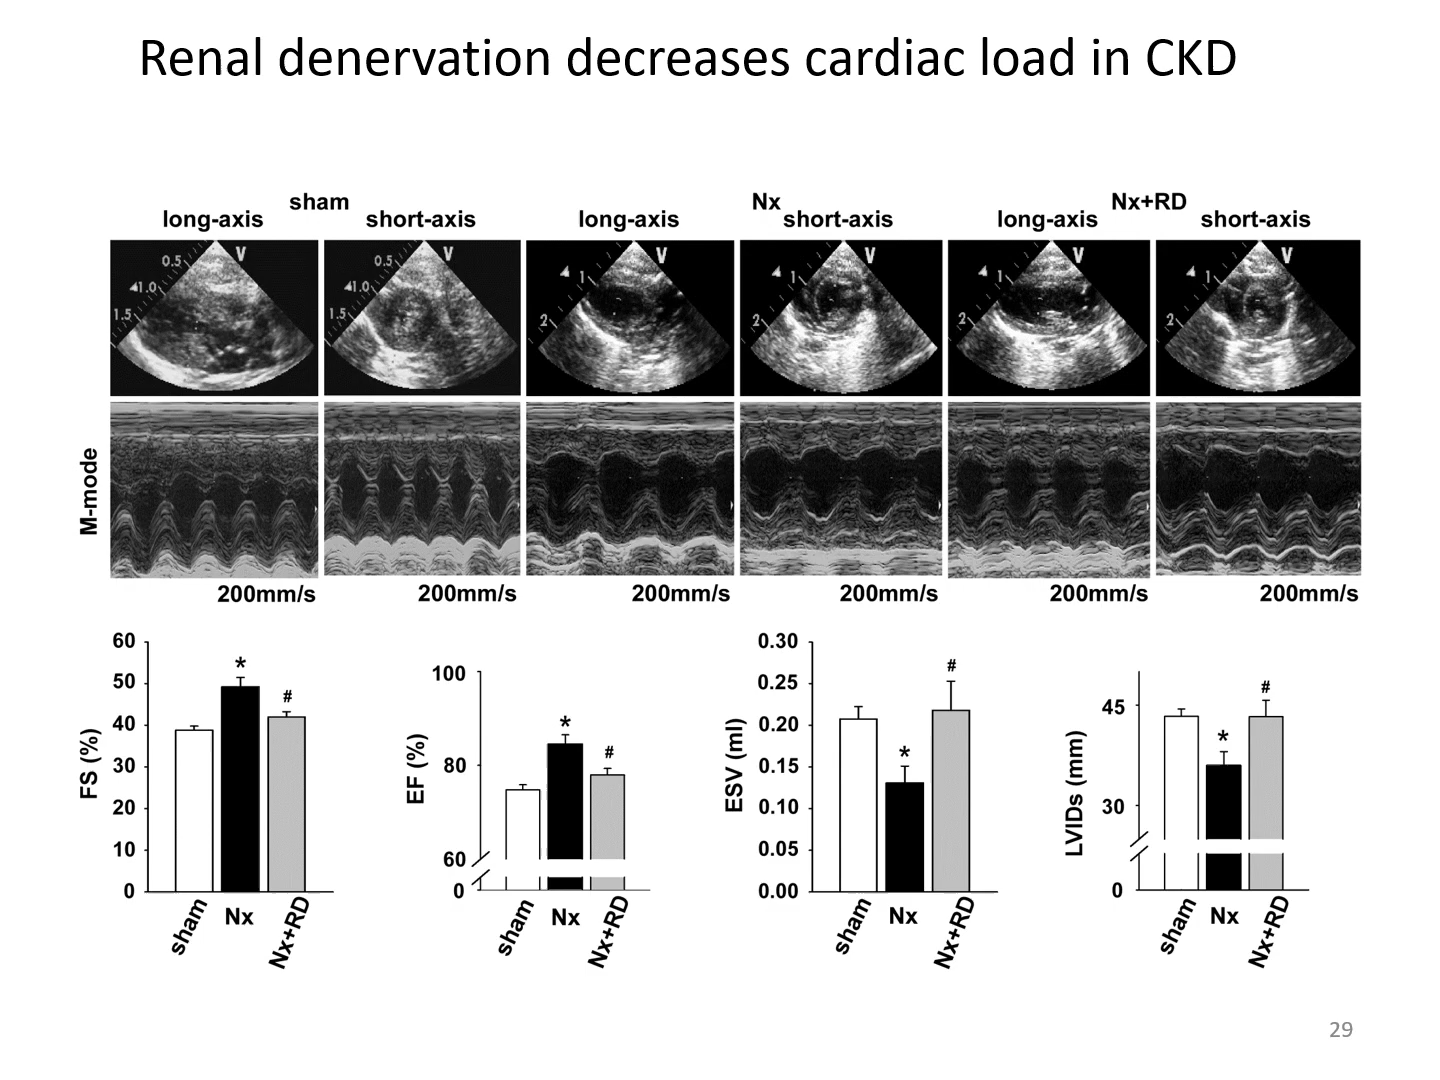 Renal denervation decreases cardiac load in CKD
sham Nx Nx+RD
long-axis short-axis long-axis short-axis long-axis short-axis
V V V V V V
0.5 0.5
1 1 1 1
1.0 1.0
1.5 1.5 2 2 2 2
M-mode
200mm/s 200mm/s 200mm/s 200mm/s 200mm/s 200mm/s
FS (%)
60
50
40
30
20
10
0
*
#
sham Nx Nx+RD
EF (%)
100
80
60
0
*
#
sham Nx Nx+RD
ESV (ml)
0.30
0.25
0.20
0.15
0.10
0.05
0.00
*
#
sham Nx Nx+RD
LVIDs (mm)
45
30
0
*
#
sham Nx Nx+RD
29